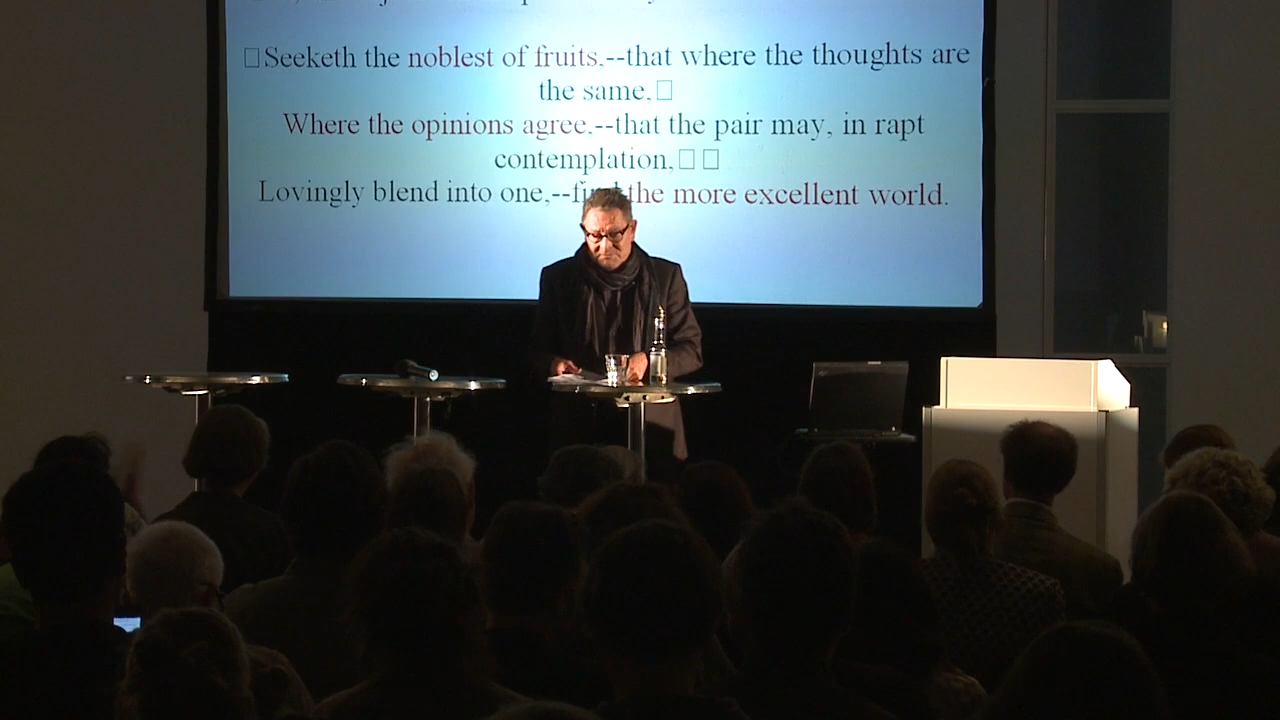 □Seeketh the noblest of fruits,--that where the thoughts are
the same,□
Where the opinions agree,--that the pair may, in rapt
contemplation,□□
Lovingly blend into one,--find the more excellent world.